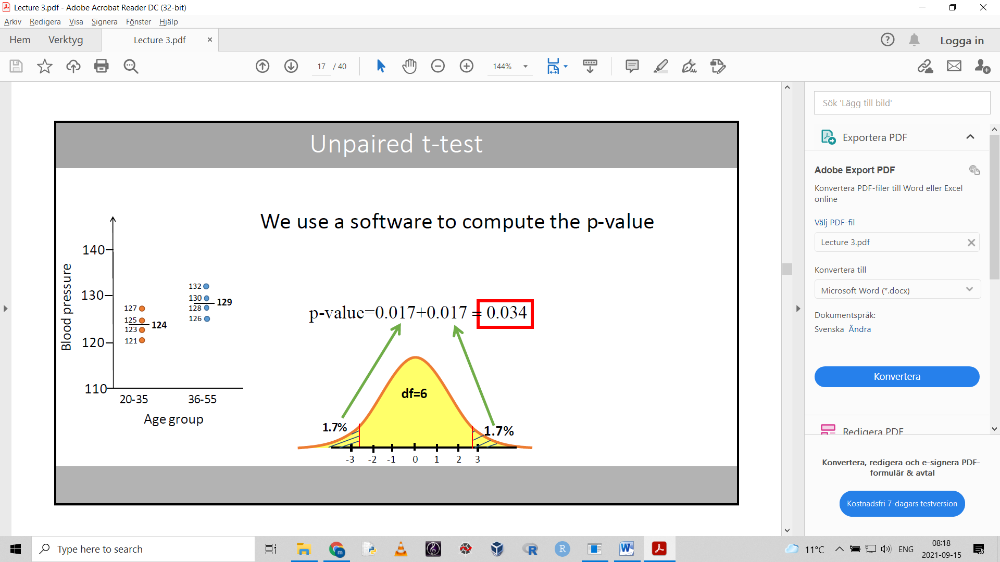 Lecture 3.pdf - Adobe Acrobat Reader DC (32-bit)
Arkiv Redigera Visa Signera Fönster Hjälp
Hem Verktyg Lecture 3.pdf × Logga in
17 / 40 144%
Unpaired t-test
We use a software to compute the p-value
Blood pressure
140
130
120
110
127
125
123
121
124
132
130
128
126
129
20-35 36-55
Age group
p-value=0.017+0.017 = 0.034
df=6
1.7% 1.7%
-3 -2 -1 0 1 2 3
Sök 'Lägg till bild'
Exportera PDF
Adobe Export PDF
Konvertera PDF-filer till Word eller Excel
online
Välj PDF-fil
Lecture 3.pdf
Konvertera till
Microsoft Word (*.docx)
Dokumentspråk:
Svenska Ändra
Konvertera
Redigera PDF
Konvertera, redigera och e-signera PDF-
formulär & avtal
Kostnadsfri 7-dagars testversion
Type here to search
11°C ENG
08:18
2021-09-15